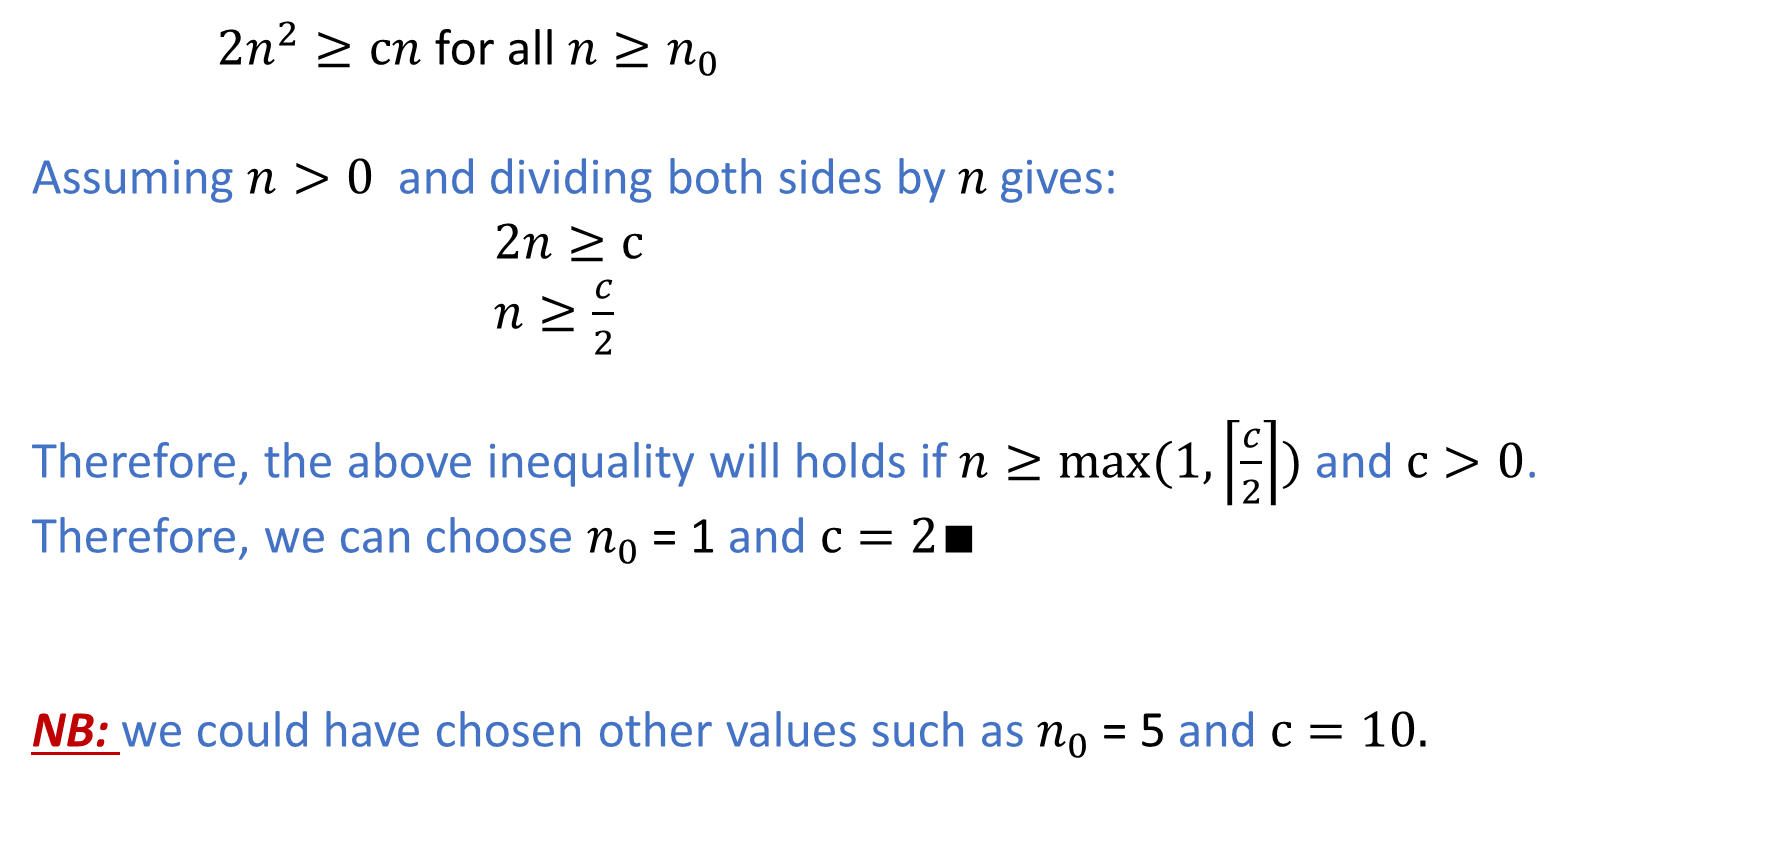 2n² ≥ cn for all n ≥ n₀
Assuming n > 0 and dividing both sides by n gives:
2n ≥ c
n ≥ c/2
Therefore, the above inequality will holds if n ≥ max(1, ⌈c/2⌉) and c > 0.
Therefore, we can choose n₀ = 1 and c = 2■
NB: we could have chosen other values such as n₀ = 5 and c = 10.